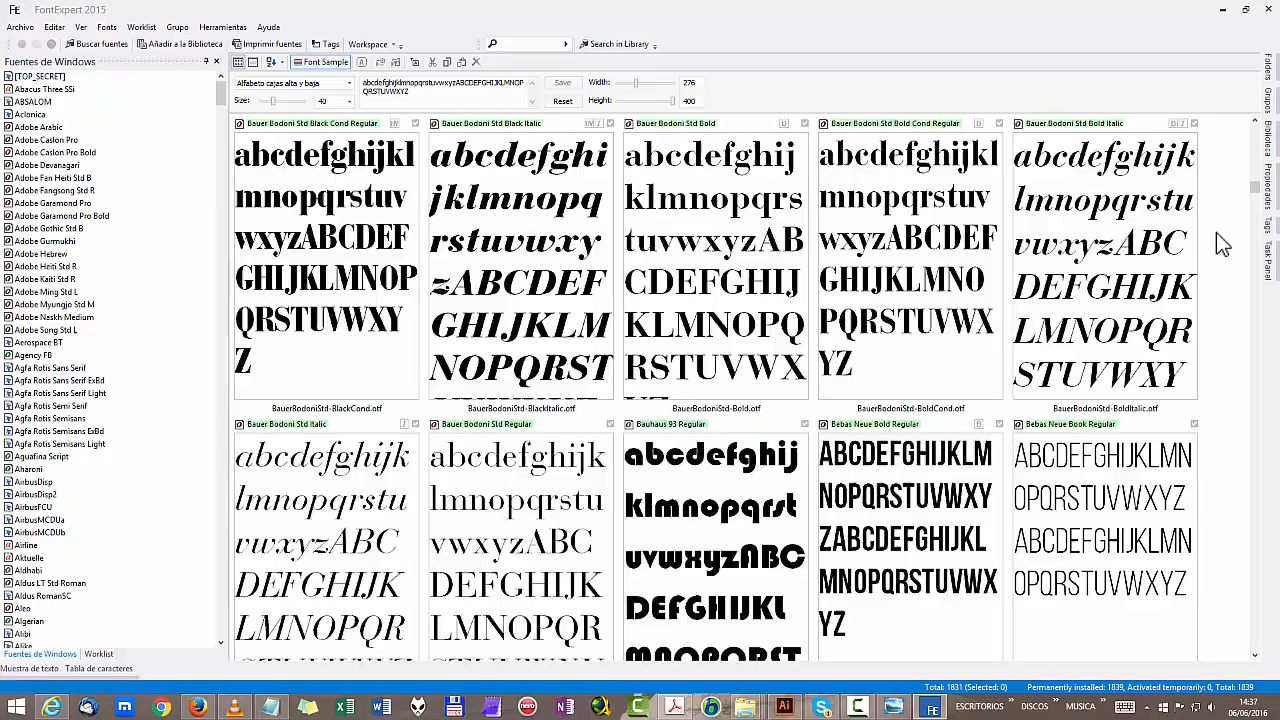 FE FontExpert 2015
Archivo Editar Ver Fonts Worklist Grupo Herramientas Ayuda
Buscar fuentes Añadir a la Biblioteca Imprimir fuentes Tags Workspace Search in Library
Fuentes de Windows
Font Sample
Alfabeto cajas alta y baja
abcdefghijklmnopqrstuvwxyzABCDEFGHIJKLMNOP
QRSTUVWXYZ
Save Width: 276
Size: 40 Reset Height: 400
[TOP_SECRET]
Abacus Three SSi
ABSALOM
Aclonica
Adobe Arabic
Adobe Caslon Pro
Adobe Caslon Pro Bold
Adobe Devanagari
Adobe Fan Heiti Std B
Adobe Fangsong Std R
Adobe Garamond Pro
Adobe Garamond Pro Bold
Adobe Gothic Std B
Adobe Gurmukhi
Adobe Hebrew
Adobe Heiti Std R
Adobe Kaiti Std R
Adobe Ming Std L
Adobe Myungjo Std M
Adobe Naskh Medium
Adobe Song Std L
Aerospace BT
Agency FB
Agfa Rotis Sans Serif
Agfa Rotis Sans Serif ExBd
Agfa Rotis Sans Serif Light
Agfa Rotis Semi Serif
Agfa Rotis Semisans
Agfa Rotis Semisans ExBd
Agfa Rotis Semisans Light
Aguafina Script
Aharoni
AirbusDisp
AirbusDisp2
AirbusFCU
AirbusMCDUa
AirbusMCDUb
Airline
Aktuelle
Aldhabi
Aldus LT Std Roman
Aldus RomanSC
Aleo
Algerian
Alibi
Alike
Fuentes de Windows Worklist
Muestra de texto Tabla de caracteres
Bauer Bodoni Std Black Cond Regular
abcdefghijkl
mnopqrstuv
wxyzABCDEF
GHIJKLMNOP
QRSTUVWXY
Z
BauerBodoniStd-BlackCond.otf
Bauer Bodoni Std Black Italic
abcdefghi
jklmnopq
rstuvwxy
zABCDEF
GHIJKLM
NOPQRST
BauerBodoniStd-BlackItalic.otf
Bauer Bodoni Std Bold
abcdefghij
klmnopqrs
tuvwxyzAB
CDEFGHIJ
KLMNOPQ
RSTUVWX
YZ
BauerBodoniStd-Bold.otf
Bauer Bodoni Std Bold Cond Regular
abcdefghijkl
mnopqrstuv
wxyzABCDEF
GHIJKLMNO
PQRSTUVWX
YZ
BauerBodoniStd-BoldCond.otf
Bauer Bodoni Std Bold Italic
abcdefghijk
lmnopqrstu
vwxyzABC
DEFGHIJK
LMNOPQR
STUVWXY
BauerBodoniStd-BoldItalic.otf
Bauer Bodoni Std Italic
abcdefghijk
lmnopqrstu
vwxyzABC
DEFGHIJK
LMNOPQR
Bauer Bodoni Std Regular
abcdefghijk
lmnopqrstu
vwxyzABC
DEFGHIJK
LMNOPQR
Bauhaus 93 Regular
abcdefghij
klmnopqrst
uvwxyzABC
DEFGHIJKL
MNOPQRST
Bebas Neue Bold Regular
ABCDEFGHIJKLM
NOPQRSTUVWXY
ZABCDEFGHIJKL
MNOPQRSTUVWX
YZ
Bebas Neue Book Regular
ABCDEFGHIJKLMN
OPQRSTUVWXYZ
ABCDEFGHIJKLMN
OPQRSTUVWXYZ
Folders
Grupos
Biblioteca
Propiedades
Tags
Task Panel
Total: 1831 (Selected: 0) Permanently installed: 1839, Activated temporarily: 0, Total: 1839
ESCRITORIOS DISCOS MUSICA
14:37
06/06/2016